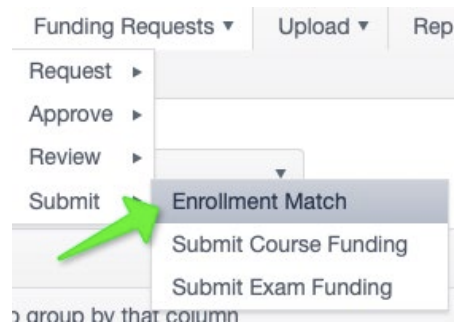 Funding Requests ▾ Upload ▾ Rep
Request ▸
Approve ▸
Review ▸
Submit ▸ Enrollment Match
Submit Course Funding
Submit Exam Funding
group by that column